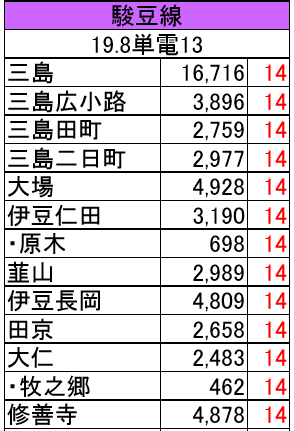 駿豆線
19.8単電13
三島 16,716 14
三島広小路 3,896 14
三島田町 2,759 14
三島二日町 2,977 14
大場 4,928 14
伊豆仁田 3,190 14
・原木 698 14
韮山 2,989 14
伊豆長岡 4,809 14
田京 2,658 14
大仁 2,483 14
・牧之郷 462 14
修善寺 4,878 14